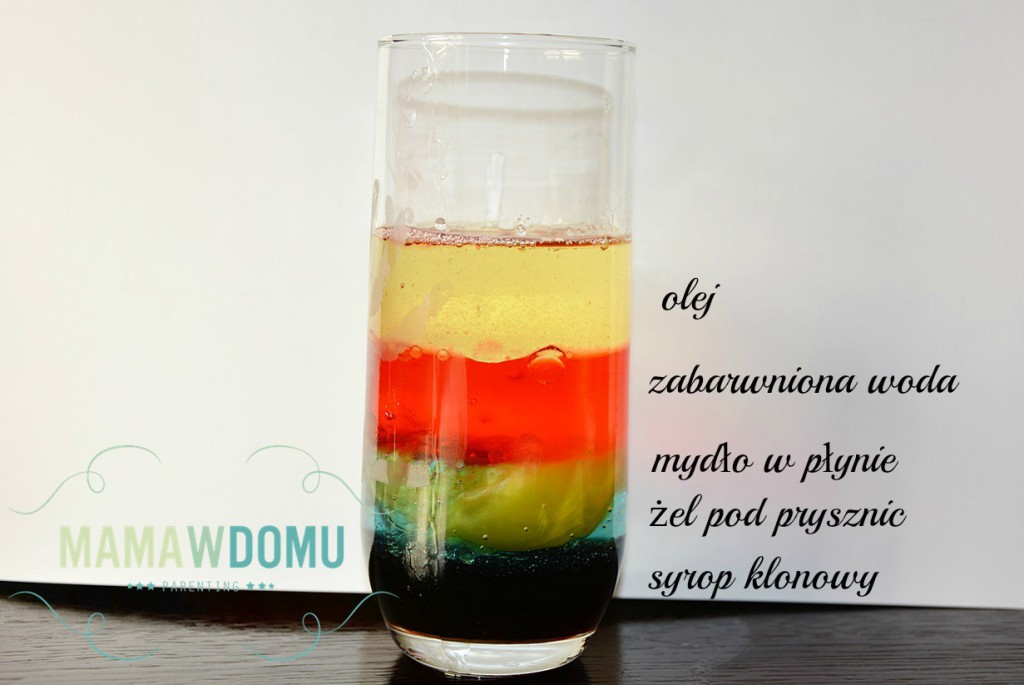 olej
zabarwniona woda
mydło w płynie
żel pod prysznic
syrop klonowy
MAMAWDOMU
PARENTING